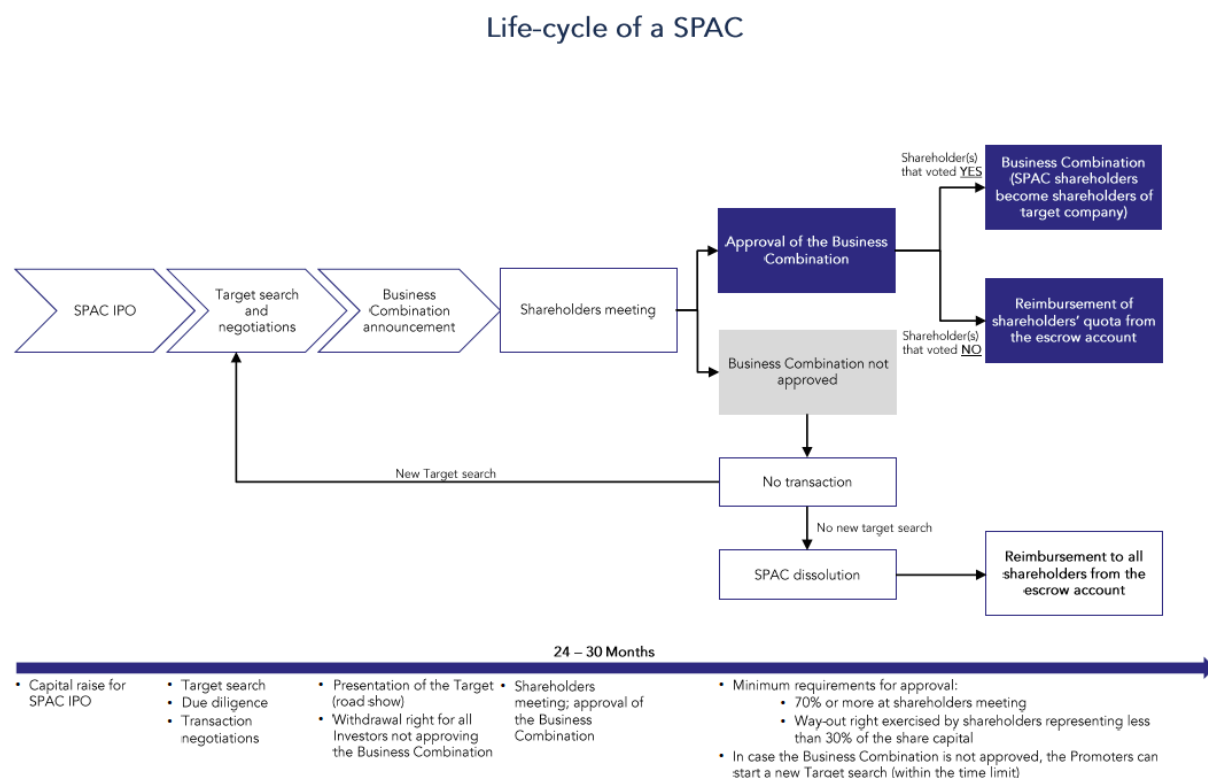 Life-cycle of a SPAC
Shareholder(s)
that voted YES
Business Combination
(SPAC shareholders
become shareholders of
target company)
Approval of the Business
Combination
SPAC IPO
Target search
and
negotiations
Business
Combination
announcement
Shareholders meeting
Reimbursement of
shareholders' quota from
the escrow account
Shareholder(s)
that voted NO
Business Combination not
approved
New Target search
No transaction
No new target search
SPAC dissolution
Reimbursement to all
shareholders from the
escrow account
24 – 30 Months
• Capital raise for
SPAC IPO
• Target search
• Due diligence
• Transaction
negotiations
• Presentation of the Target
(road show)
• Withdrawal right for all
Investors not approving
the Business Combination
• Shareholders
meeting; approval of
the Business
Combination
• Minimum requirements for approval:
• 70% or more at shareholders meeting
• Way-out right exercised by shareholders representing less
than 30% of the share capital
• In case the Business Combination is not approved, the Promoters can
start a new Target search (within the time limit)